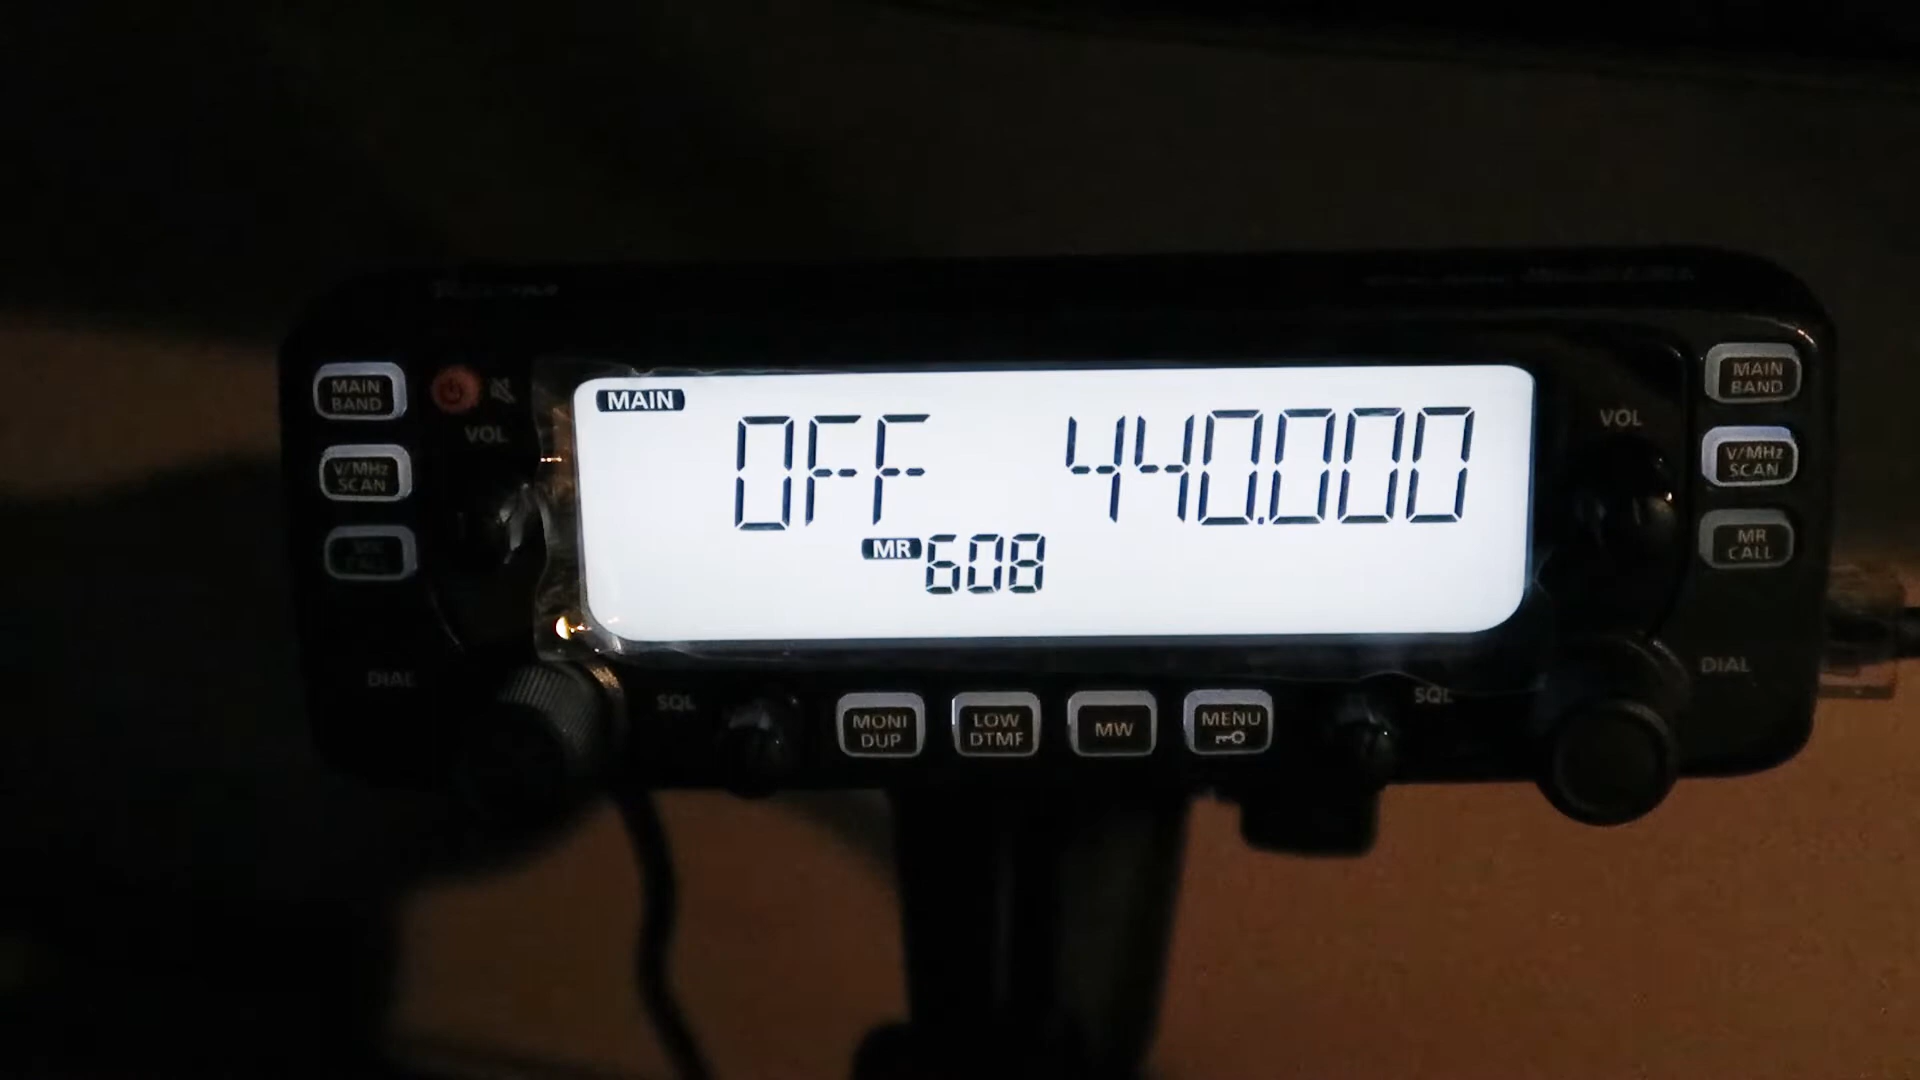 MAIN
BAND
VOL
V/MHz
SCAN
DIAL
SQL
MAIN
OFF 440.000
MR 608
MONI
DUP
LOW
DTMF
MW
MENU
SQL
MAIN
BAND
VOL
V/MHz
SCAN
MR
CALL
DIAL